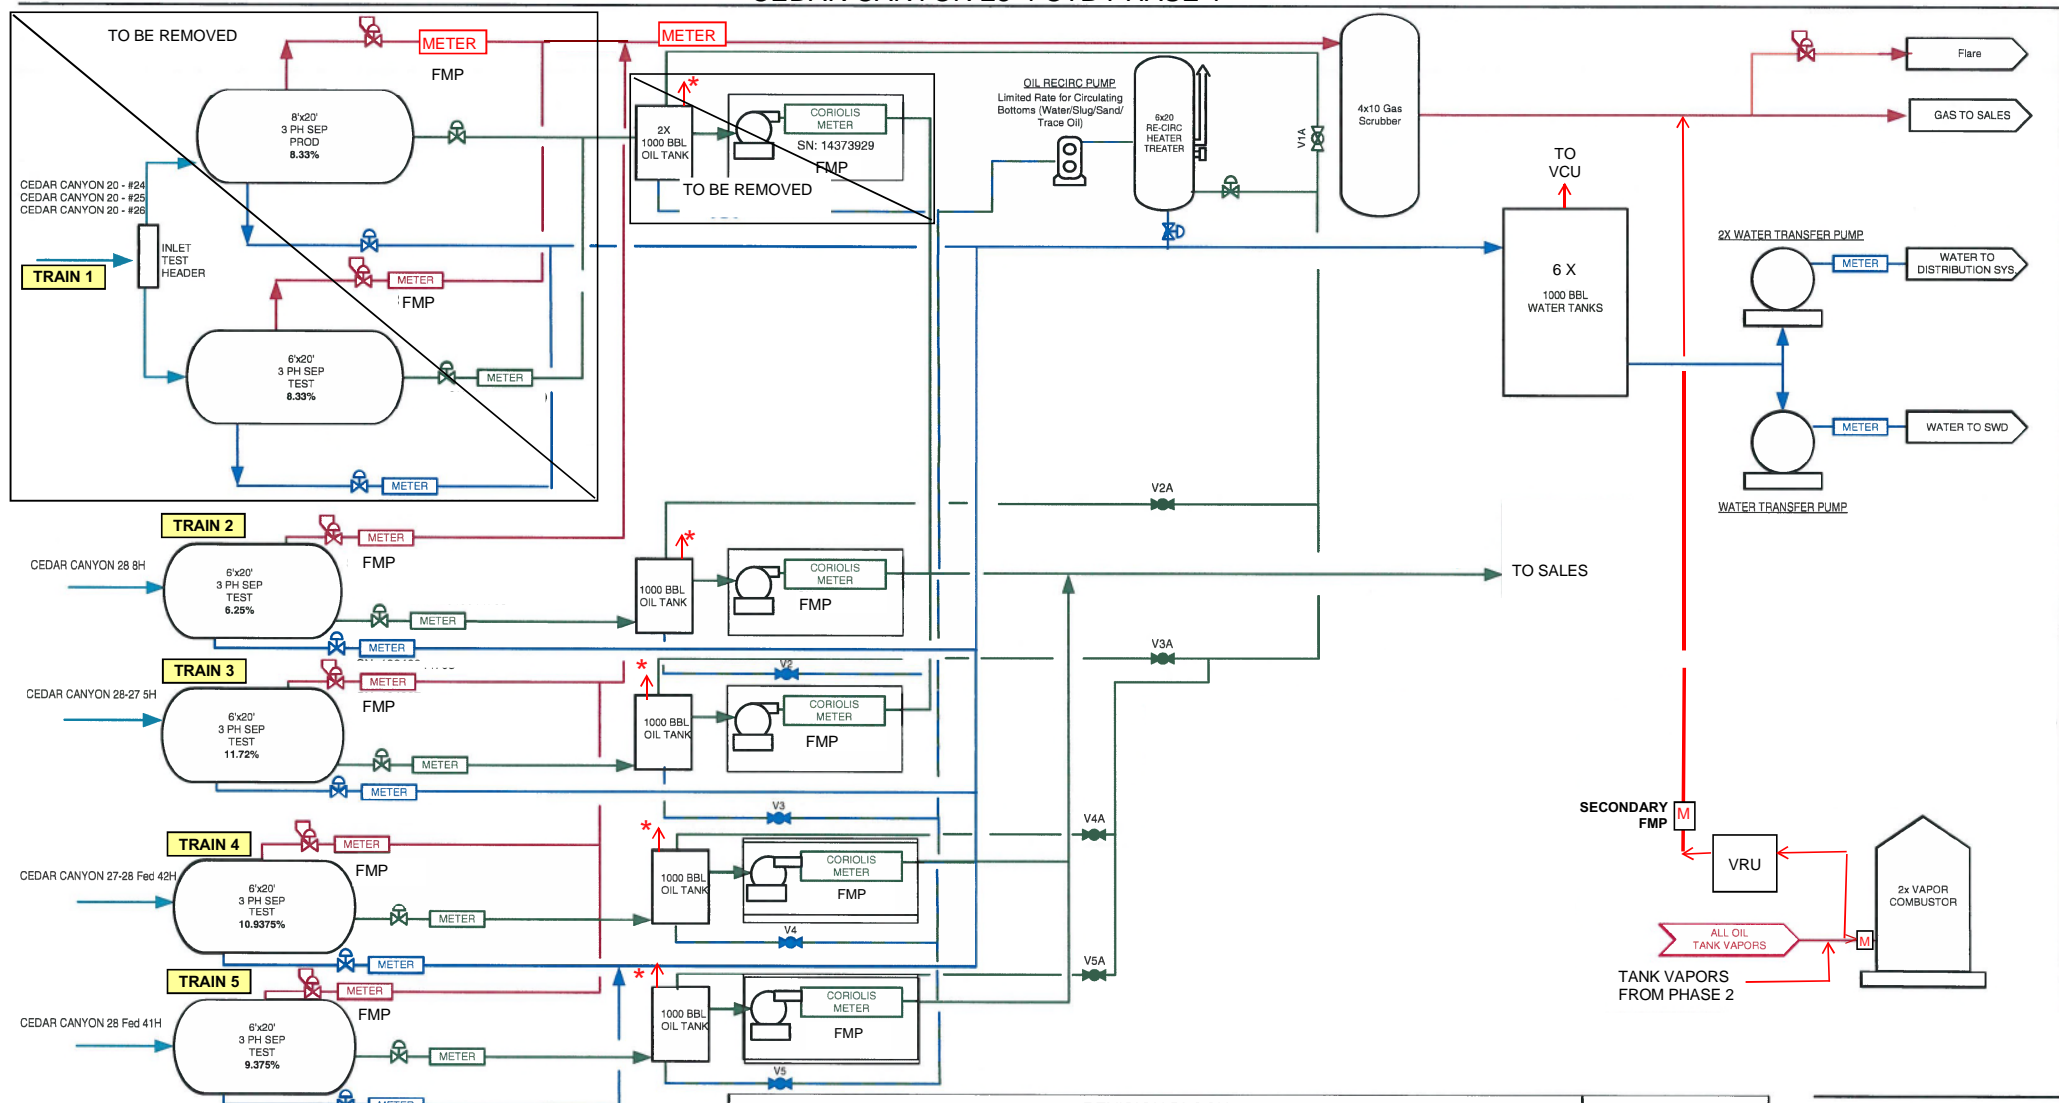 TO BE REMOVED
METER
FMP
METER
8'x20'
3 PH SEP
PROD
8.33%
CEDAR CANYON 20 - #24
CEDAR CANYON 20 - #25
CEDAR CANYON 20 - #26
INLET
TEST
HEADER
TRAIN 1
METER
FMP
6'x20'
3 PH SEP
TEST
8.33%
METER
METER
*
2X
1000 BBL
OIL TANK
CORIOLIS
METER
SN: 14373929
FMP
TO BE REMOVED
OIL RECIRC PUMP
Limited Rate for Circulating
Bottoms (Water/Slug/Sand/
Trace Oil)
6x20
RE-CIRC
HEATER
TREATER
V1A
4x10 Gas
Scrubber
Flare
GAS TO SALES
TO
VCU
6 X
1000 BBL
WATER TANKS
2X WATER TRANSFER PUMP
METER
WATER TO
DISTRIBUTION SYS.
METER
WATER TO SWD
WATER TRANSFER PUMP
TRAIN 2
CEDAR CANYON 28 8H
6'x20'
3 PH SEP
TEST
6.25%
METER
FMP
METER
METER
*
1000 BBL
OIL TANK
CORIOLIS
METER
FMP
V2A
TO SALES
V2
TRAIN 3
CEDAR CANYON 28-27 5H
6'x20'
3 PH SEP
TEST
11.72%
METER
FMP
METER
METER
*
1000 BBL
OIL TANK
CORIOLIS
METER
FMP
V3A
V3
TRAIN 4
CEDAR CANYON 27-28 Fed 42H
6'x20'
3 PH SEP
TEST
10.9375%
METER
FMP
METER
METER
*
1000 BBL
OIL TANK
CORIOLIS
METER
FMP
V4A
V4
TRAIN 5
CEDAR CANYON 28 Fed 41H
6'x20'
3 PH SEP
TEST
9.375%
METER
FMP
METER
METER
*
1000 BBL
OIL TANK
CORIOLIS
METER
FMP
V5A
V5
SECONDARY
FMP
M
VRU
2x VAPOR
COMBUSTOR
ALL OIL
TANK VAPORS
M
TANK VAPORS
FROM PHASE 2